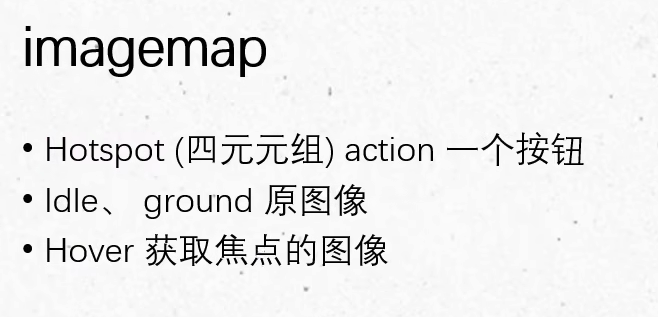 imagemap
• Hotspot (四元元组) action 一个按钮
• Idle、 ground 原图像
• Hover 获取焦点的图像